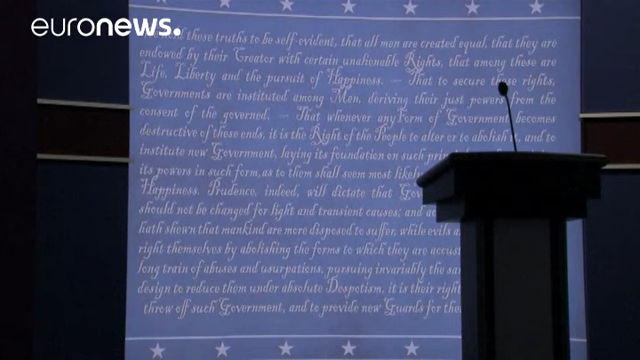 euronews.
these truths to be self-evident, that all men are created equal, that they are
endowed by their Creator with certain unalienable Rights, that among these are
Life, Liberty and the pursuit of Happiness. — That to secure these rights,
Governments are instituted among Men, deriving their just powers from the
consent of the governed. — That whenever any form of Government becomes
destructive of these ends, it is the Right of the People to alter or to abolish it, and to
institute new Government, laying its foundation on such
its powers in such form, as to them shall seem most
Happiness. Prudence, indeed, will dictate that
should not be changed for light and transient causes; and
hath shewn that mankind are more disposed to suffer, while evils
right themselves by abolishing the forms to which they are
long train of abuses and usurpations, pursuing invariably the
design to reduce them under absolute Despotism, it is their right
throw off such Government, and to provide new Guards for